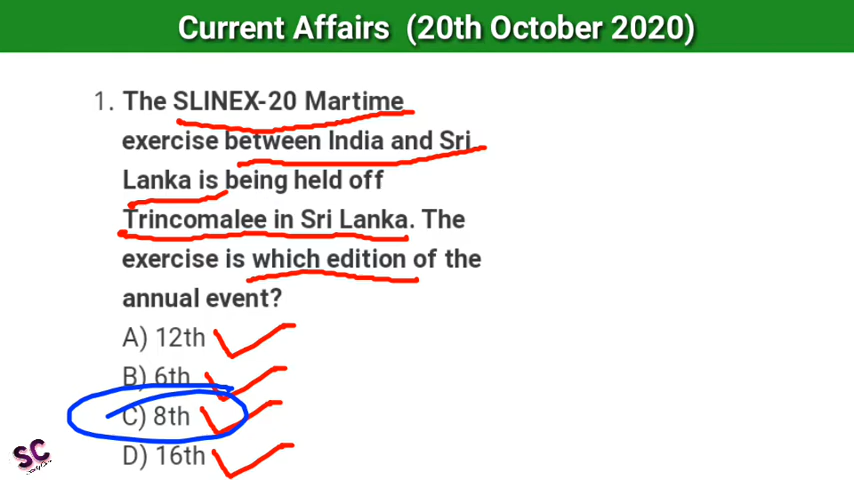 Current Affairs (20th October 2020)
1. The SLINEX-20 Martime
exercise between India and Sri
Lanka is being held off
Trincomalee in Sri Lanka. The
exercise is which edition of the
annual event?
A) 12th
B) 6th
C) 8th
D) 16th
SC